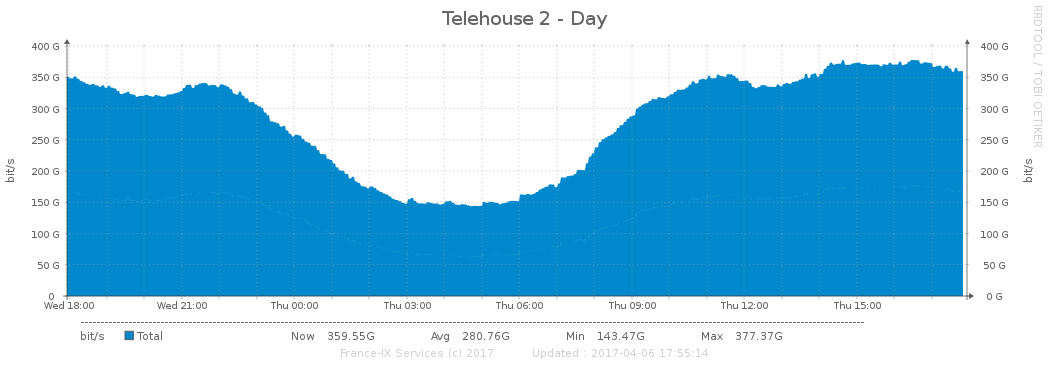 Telehouse 2 - Day
RRDTOOL / TOBI OETIKER
bit/s
400 G 400 G
350 G 350 G
300 G 300 G
250 G 250 G
200 G 200 G
150 G 150 G
100 G 100 G
50 G 50 G
0 0 G
bit/s
Wed 18:00 Wed 21:00 Thu 00:00 Thu 03:00 Thu 06:00 Thu 09:00 Thu 12:00 Thu 15:00
bit/s Total Now 359.55G Avg 280.76G Min 143.47G Max 377.37G
France-IX Services (c) 2017 Updated : 2017-04-06 17:55:14